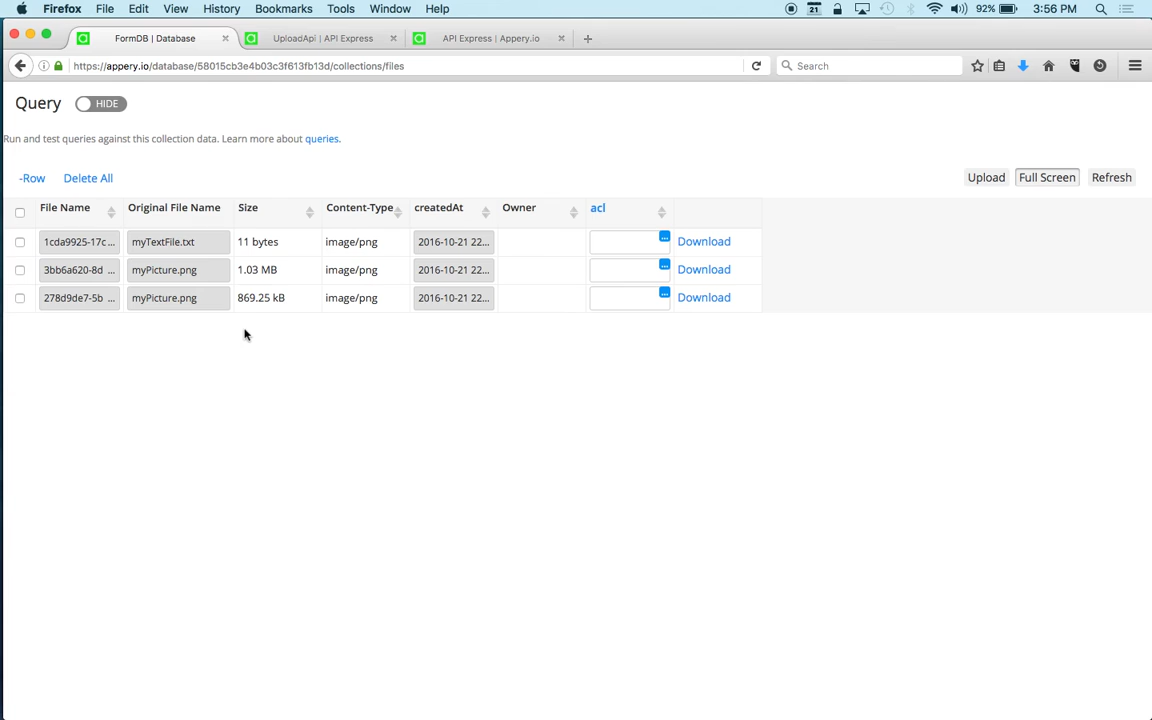 Firefox File Edit View History Bookmarks Tools Window Help 21 92% 3:56 PM
FormDB | Database UploadApi | API Express | Appery.io API Express | Appery.io
https://appery.io/database/58015cb3e4b03c3f613fb13d/collections/files Search
Query HIDE
Run and test queries against this collection data. Learn more about queries.
-Row Delete All Upload Full Screen Refresh
File Name Original File Name Size Content-Type createdAt Owner acl
1cda9925-17c ... myTextFile.txt 11 bytes image/png 2016-10-21 22... ... Download
3bb6a620-8d ... myPicture.png 1.03 MB image/png 2016-10-21 22... ... Download
278d9de7-5b ... myPicture.png 869.25 kB image/png 2016-10-21 22... ... Download